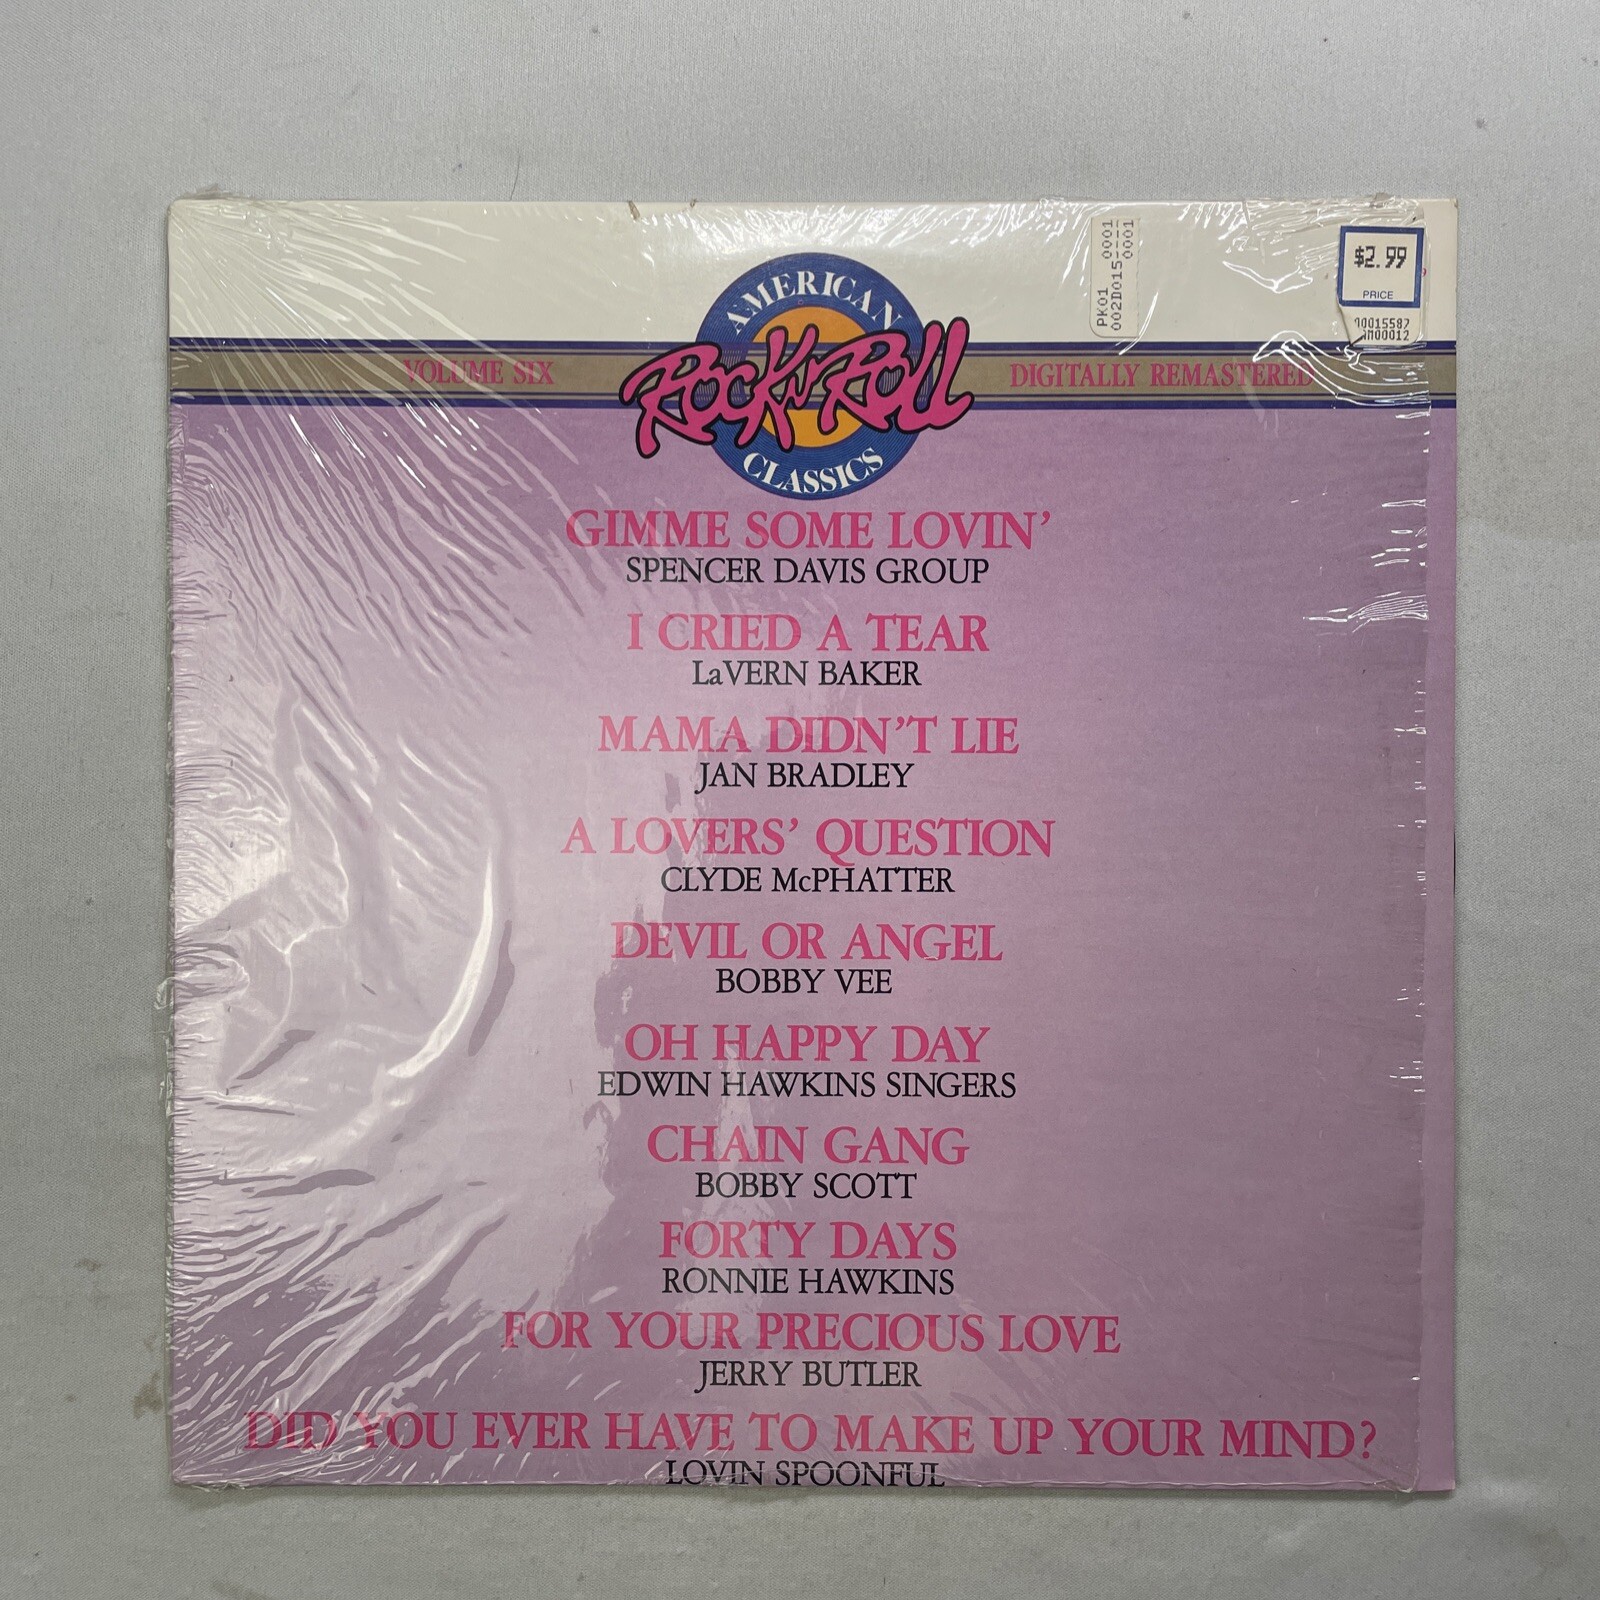 PK01 0001
002D015----
0001
$2.99
PRICE
00015587
AM00012
AMERICAN
VOLUME SIX
ROCK N' ROLL
DIGITALLY REMASTERED
CLASSICS
GIMME SOME LOVIN'
SPENCER DAVIS GROUP
I CRIED A TEAR
LaVERN BAKER
MAMA DIDN'T LIE
JAN BRADLEY
A LOVERS' QUESTION
CLYDE McPHATTER
DEVIL OR ANGEL
BOBBY VEE
OH HAPPY DAY
EDWIN HAWKINS SINGERS
CHAIN GANG
BOBBY SCOTT
FORTY DAYS
RONNIE HAWKINS
FOR YOUR PRECIOUS LOVE
JERRY BUTLER
DID YOU EVER HAVE TO MAKE UP YOUR MIND?
LOVIN SPOONFUL